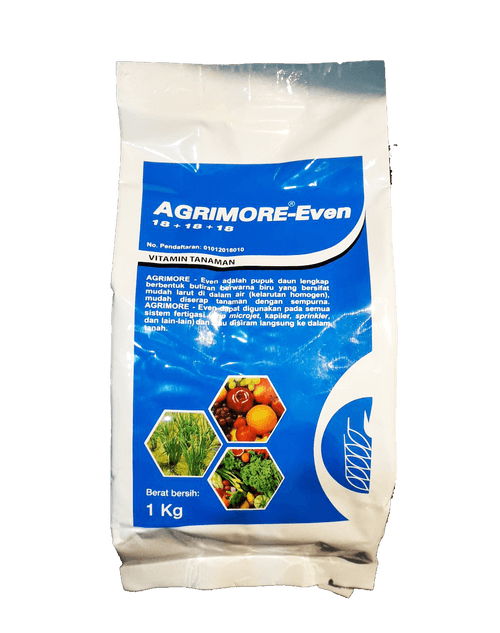 AGRIMORE®-Even
18 + 18 + 18
No. Pendaftaran: 01012018010
VITAMIN TANAMAN
AGRIMORE - Even adalah pupuk daun lengkap
berbentuk butiran berwarna biru yang bersifat
mudah larut di dalam air (kelarutan homogen),
mudah diserap tanaman dengan sempurna.
AGRIMORE - Even dapat digunakan pada semua
sistem fertigasi microjet, kapiler, sprinkler,
dan lain-lain) dan atau disiram langsung ke dalam
tanah.
Berat bersih:
1 Kg